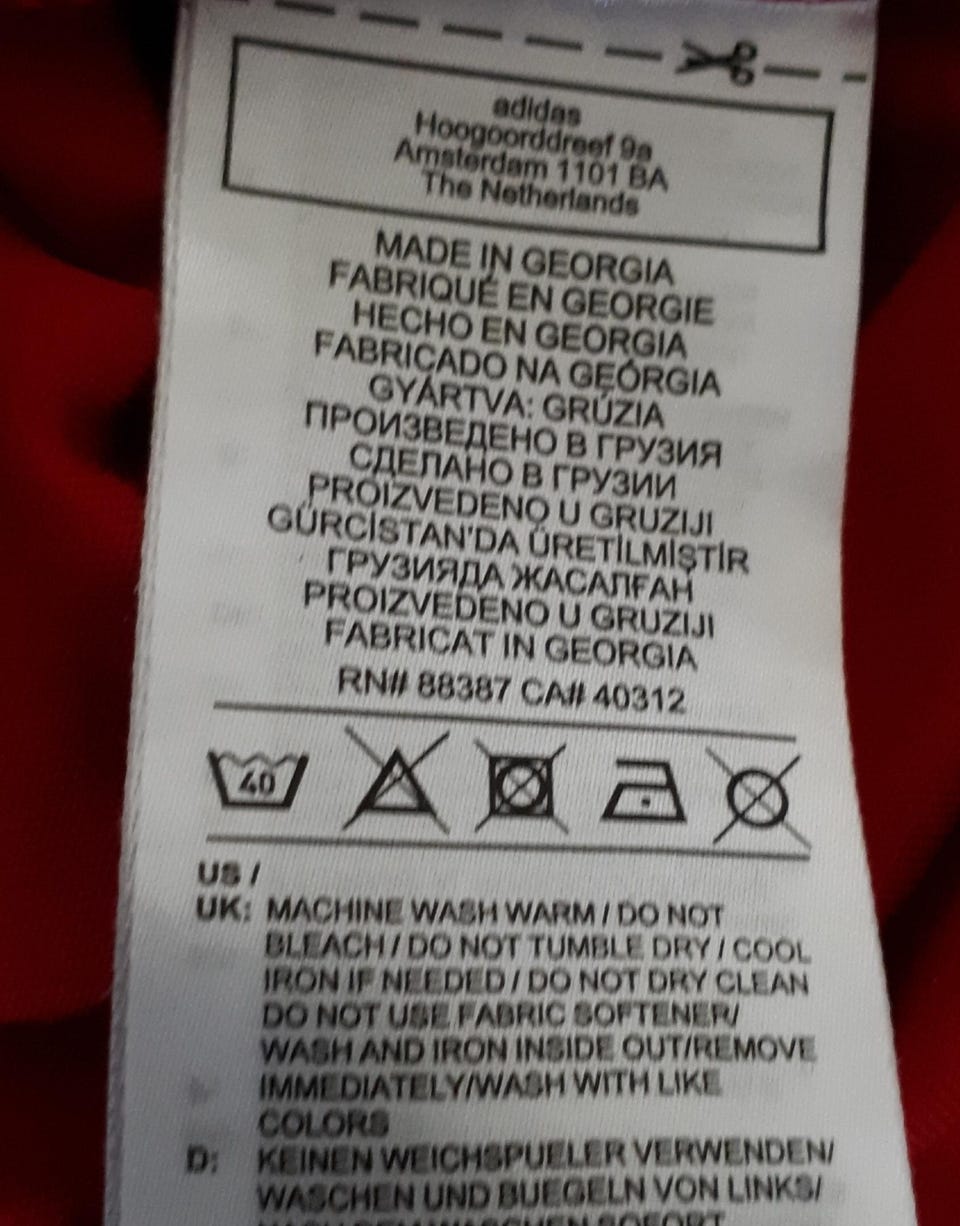 adidas
Hoogoorddreef 9a
Amsterdam 1101 BA
The Netherlands
MADE IN GEORGIA
FABRIQUÉ EN GEORGIE
HECHO EN GEORGIA
FABRICADO NA GEÓRGIA
GYÁRTVA: GRÚZIA
ПРОИЗВЕДЕНО В ГРУЗИЯ
СДЕЛАНО В ГРУЗИИ
PROIZVEDENO U GRUZIJI
GÜRCİSTAN'DA ÜRETİLMİŞTİR
ГРУЗИЯДА ЖАСАЛҒАН
PROIZVEDENO U GRUZIJI
FABRICAT IN GEORGIA
RN# 88387 CA# 40312
40
US /
UK: MACHINE WASH WARM / DO NOT
BLEACH / DO NOT TUMBLE DRY / COOL
IRON IF NEEDED / DO NOT DRY CLEAN
DO NOT USE FABRIC SOFTENER/
WASH AND IRON INSIDE OUT/REMOVE
IMMEDIATELY/WASH WITH LIKE
COLORS
D: KEINEN WEICHSPUELER VERWENDEN/
WASCHEN UND BUEGELN VON LINKS/
NACH DEM WASCHEN SOFORT